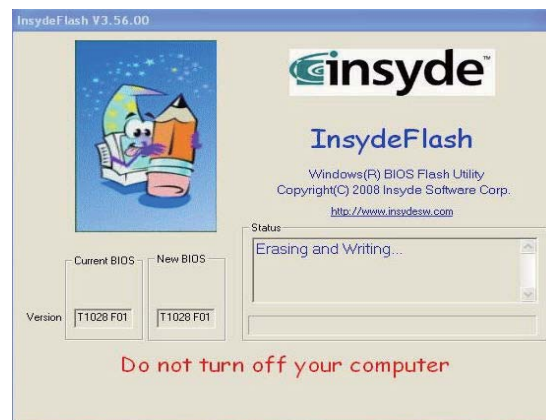 InsydeFlash V3.56.00
insyde™
InsydeFlash
Windows(R) BIOS Flash Utility
Copyright(C) 2008 Insyde Software Corp.
http://www.insydesw.com
Status
Erasing and Writing...
Current BIOS
New BIOS
Version
T1028 F01
T1028 F01
Do not turn off your computer